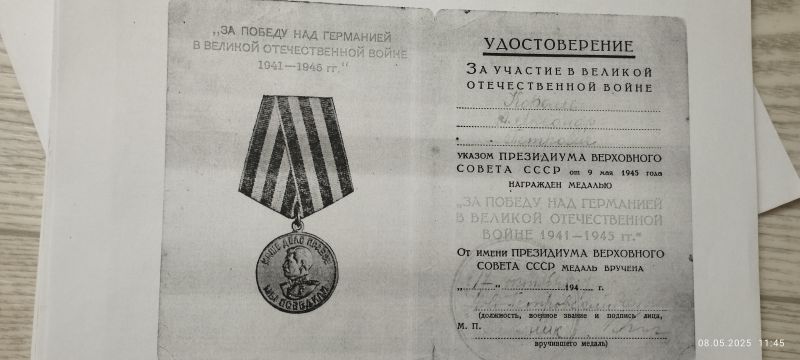 „ЗА ПОБЕДУ НАД ГЕРМАНИЕЙ
В ВЕЛИКОЙ ОТЕЧЕСТВЕННОЙ ВОЙНЕ
1941—1945 гг."
НАШЕ ДЕЛО ПРАВОЕ
МЫ ПОБЕДИЛИ
УДОСТОВЕРЕНИЕ
ЗА УЧАСТИЕ В ВЕЛИКОЙ
ОТЕЧЕСТВЕННОЙ ВОЙНЕ
УКАЗОМ ПРЕЗИДИУМА ВЕРХОВНОГО
СОВЕТА СССР от 9 мая 1945 года
НАГРАЖДЕН МЕДАЛЬЮ
„ЗА ПОБЕДУ НАД ГЕРМАНИЕЙ
В ВЕЛИКОЙ ОТЕЧЕСТВЕННОЙ
ВОЙНЕ 1941—1945 гг."
От имени ПРЕЗИДИУМА ВЕРХОВНОГО
СОВЕТА СССР МЕДАЛЬ ВРУЧЕНА
194 г.
(должность, военное звание и подпись лица,
М. П.
вручившего медаль)
08.05.2025 11:45